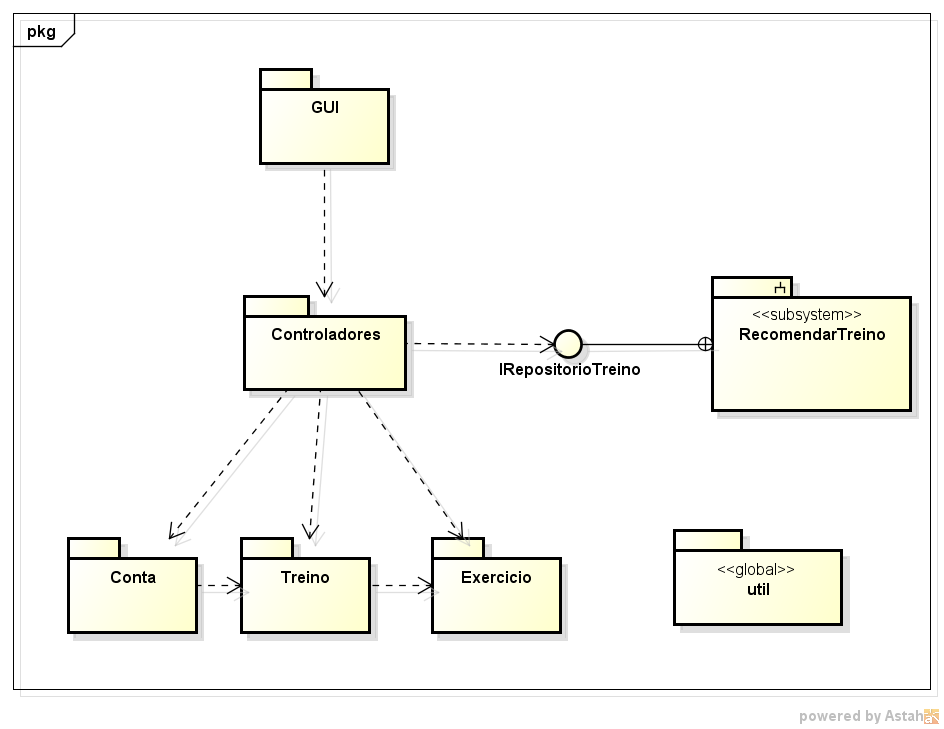 pkg
GUI
Controladores
IRepositorioTreino
<<subsystem>>
RecomendarTreino
Conta
Treino
Exercicio
<<global>>
util
powered by Astah